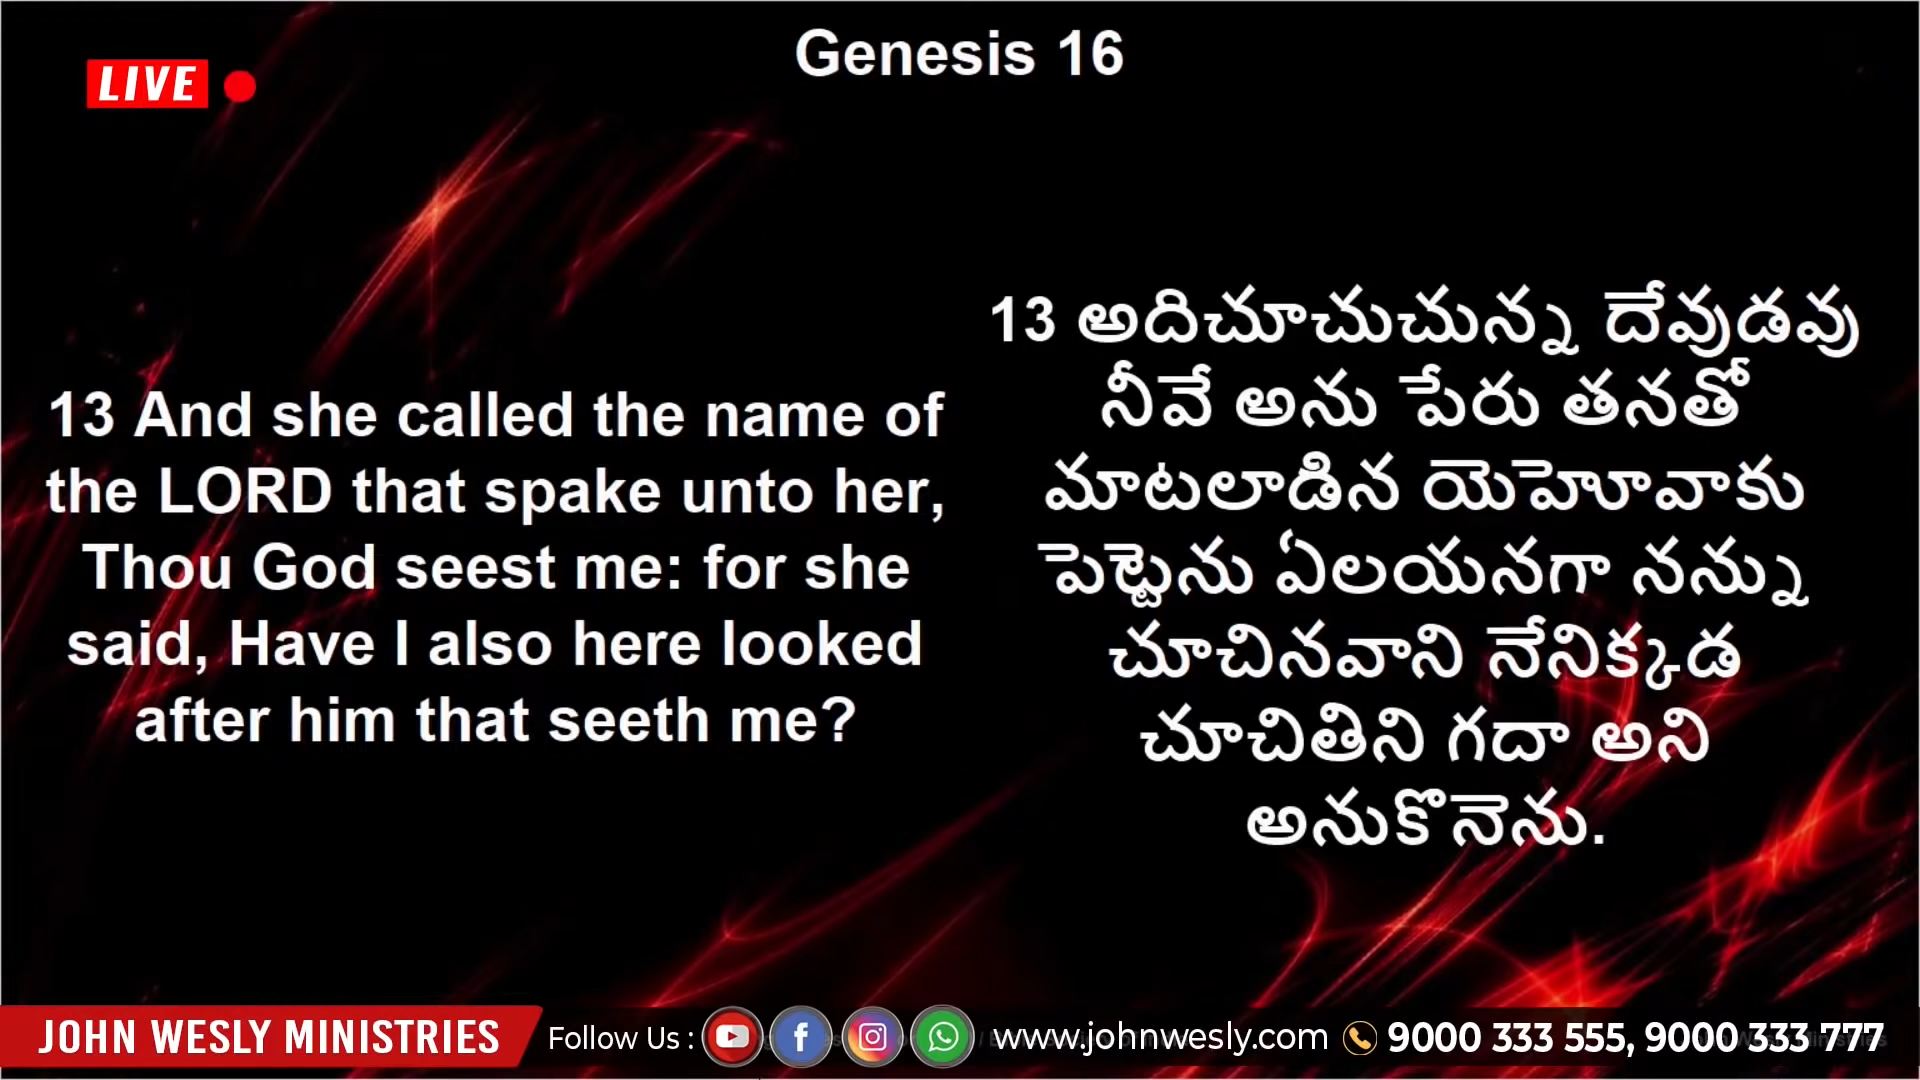 Genesis 16
LIVE
13 And she called the name of
the LORD that spake unto her,
Thou God seest me: for she
said, Have I also here looked
after him that seeth me?
13 అదిచూచుచున్న దేవుడవు
నీవే అను పేరు తనతో
మాటలాడిన యెహెూవాకు
పెట్టెను ఏలయనగా నన్ను
చూచినవాని నేనిక్కడ
చూచితిని గదా అని
అనుకొనెను.
JOHN WESLY MINISTRIES
Follow Us :
www.johnwesly.com
9000 333 555, 9000 333 777